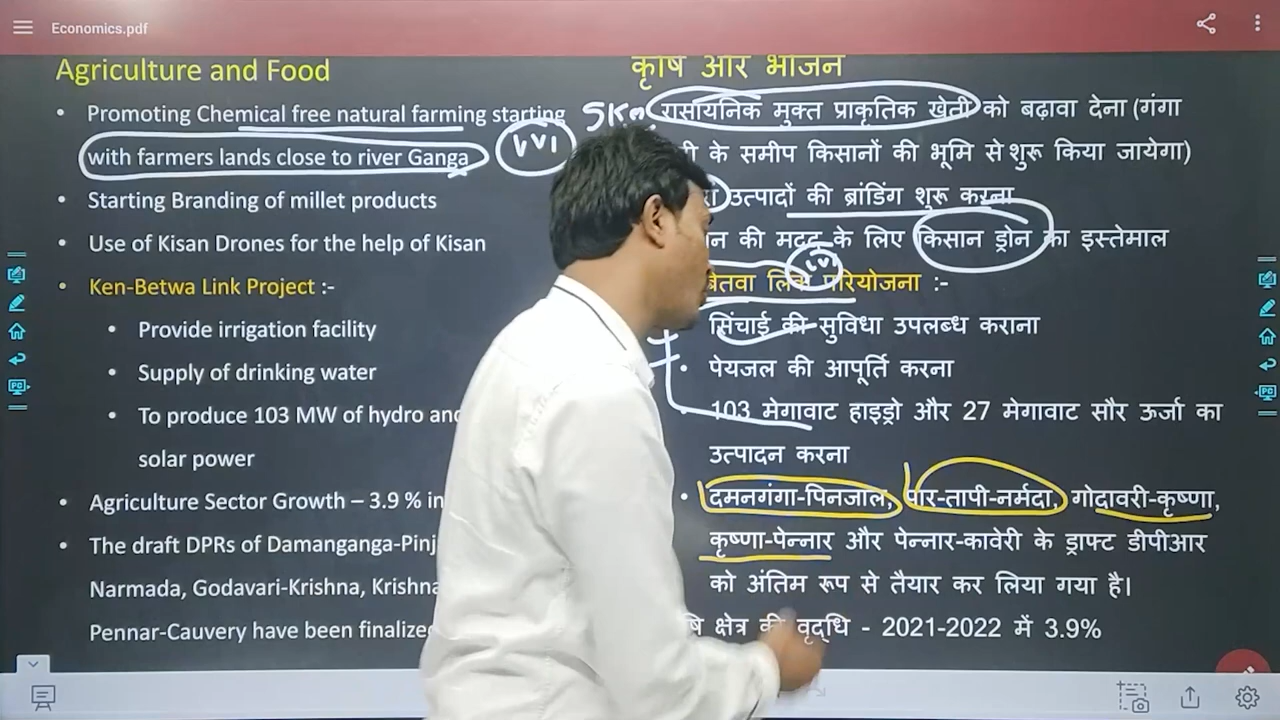 Economics.pdf
Agriculture and Food
• Promoting Chemical free natural farming starting
with farmers lands close to river Ganga
VVI
• Starting Branding of millet products
• Use of Kisan Drones for the help of Kisan
• Ken-Betwa Link Project :-
• Provide irrigation facility
• Supply of drinking water
• To produce 103 MW of hydro and
solar power
• Agriculture Sector Growth – 3.9 % in
• The draft DPRs of Damanganga-Pinj
Narmada, Godavari-Krishna, Krishna
Pennar-Cauvery have been finalized
कृषि और भोजन
रासायनिक मुक्त प्राकृतिक खेती को बढ़ावा देना (गंगा
के समीप किसानों की भूमि से शुरू किया जायेगा)
उत्पादों की ब्रांडिंग शुरू करना
की मदद के लिए किसान ड्रोन का इस्तेमाल
बेतवा लिंक परियोजना :-
सिंचाई की सुविधा उपलब्ध कराना
• पेयजल की आपूर्ति करना
103 मेगावाट हाइड्रो और 27 मेगावाट सौर ऊर्जा का
उत्पादन करना
• दमनगंगा-पिनजाल, पार-तापी-नर्मदा, गोदावरी-कृष्णा,
कृष्णा-पेन्नार और पेन्नार-कावेरी के ड्राफ्ट डीपीआर
को अंतिम रूप से तैयार कर लिया गया है।
क्षेत्र की वृद्धि - 2021-2022 में 3.9%